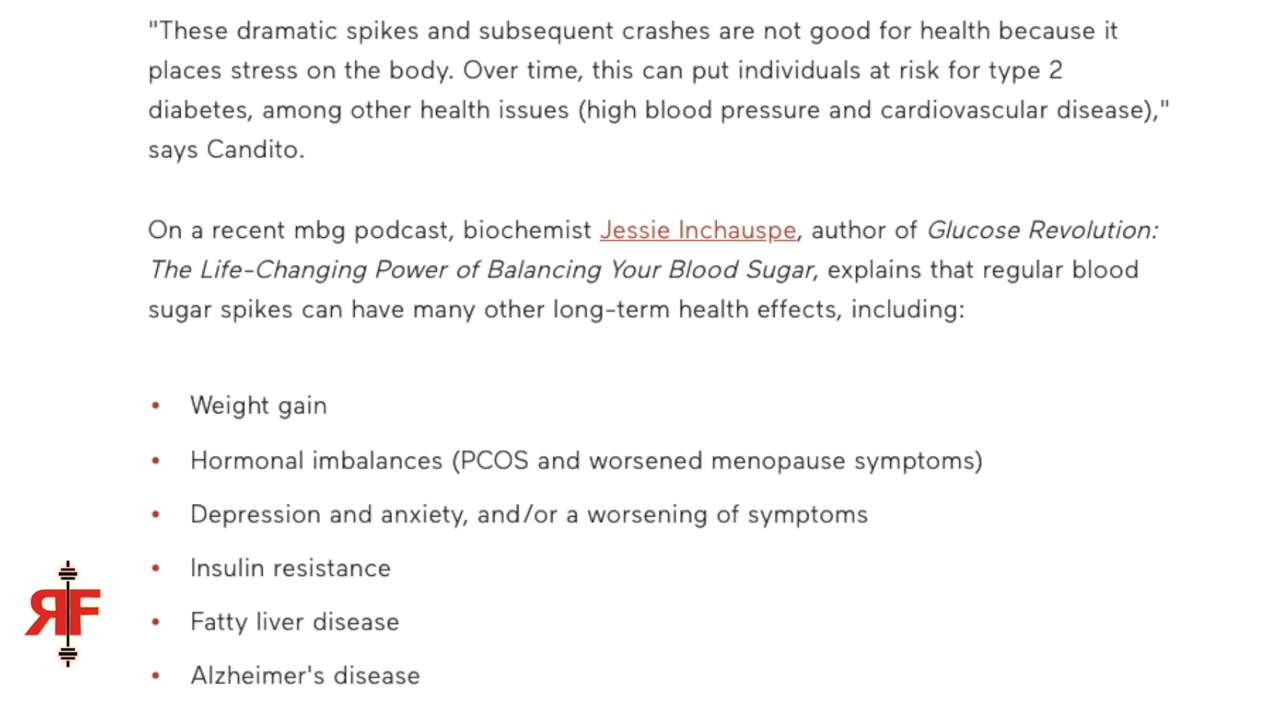 "These dramatic spikes and subsequent crashes are not good for health because it
places stress on the body. Over time, this can put individuals at risk for type 2
diabetes, among other health issues (high blood pressure and cardiovascular disease),"
says Candito.
On a recent mbg podcast, biochemist Jessie Inchauspe, author of Glucose Revolution:
The Life-Changing Power of Balancing Your Blood Sugar, explains that regular blood
sugar spikes can have many other long-term health effects, including:
• Weight gain
• Hormonal imbalances (PCOS and worsened menopause symptoms)
• Depression and anxiety, and/or a worsening of symptoms
• Insulin resistance
• Fatty liver disease
• Alzheimer's disease
RF